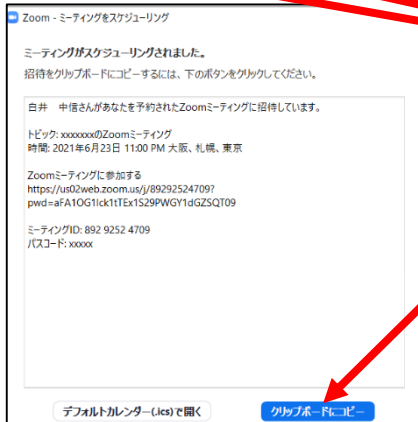 Zoom - ミーティングをスケジューリング
ミーティングがスケジューリングされました。
招待をクリップボードにコピーするには、下のボタンをクリックしてください。
白井 中信さんがあなたを予約されたZoomミーティングに招待しています。
トピック: xxxxxxxのZoomミーティング
時間: 2021年6月23日 11:00 PM 大阪、札幌、東京
Zoomミーティングに参加する
https://us02web.zoom.us/j/89292524709?
pwd=aFA1OG1Ick1tTEx1S29PWGY1dGZSQT09
ミーティングID: 892 9252 4709
パスコード: xxxxx
デフォルトカレンダー(.ics)で開く
クリップボードにコピー